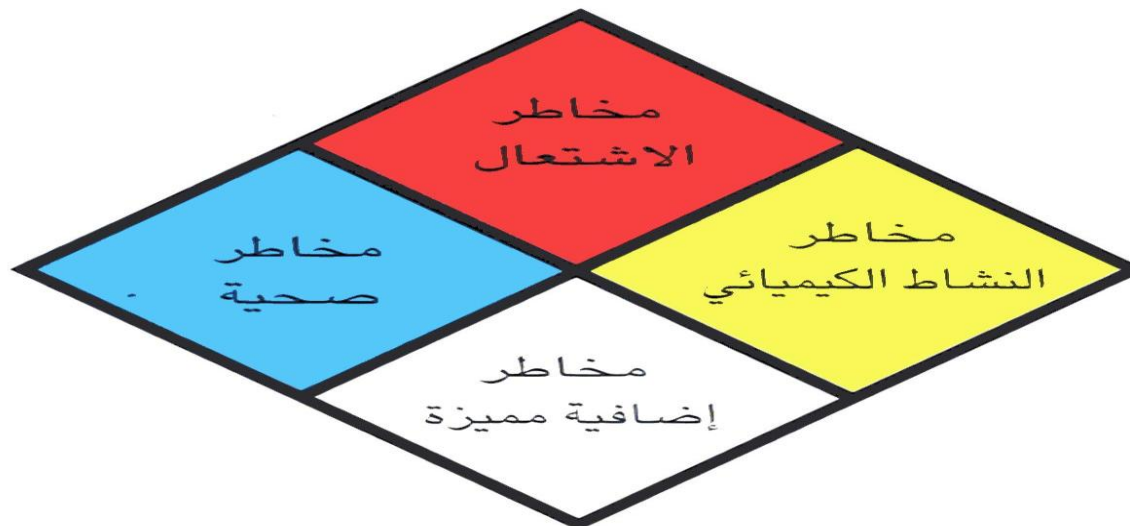 مخاطر
الاشتعال
مخاطر
النشاط الكيميائي
مخاطر
صحية
مخاطر
إضافية مميزة